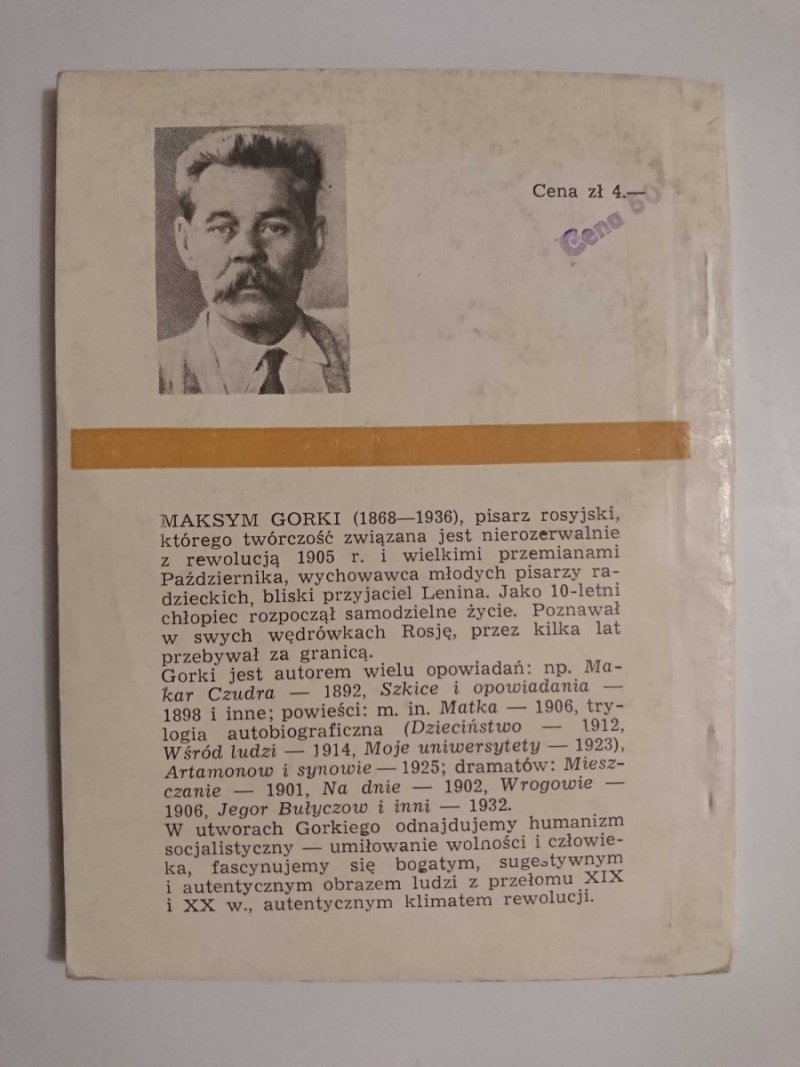 Cena zł 4.—
Cena 60
MAKSYM GORKI (1868—1936), pisarz rosyjski,
którego twórczość związana jest nierozerwalnie
z rewolucją 1905 r. i wielkimi przemianami
Października, wychowawca młodych pisarzy ra-
dzieckich, bliski przyjaciel Lenina. Jako 10-letni
chłopiec rozpoczął samodzielne życie. Poznawał
w swych wędrówkach Rosję, przez kilka lat
przebywał za granicą.
Gorki jest autorem wielu opowiadań: np. Ma-
kar Czudra — 1892, Szkice i opowiadania —
1898 i inne; powieści: m. in. Matka — 1906, try-
logia autobiograficzna (Dzieciństwo — 1912,
Wśród ludzi — 1914, Moje uniwersytety — 1923),
Artamonow i synowie — 1925; dramatów: Miesz-
czanie — 1901, Na dnie — 1902, Wrogowie —
1906, Jegor Bułyczow i inni — 1932.
W utworach Gorkiego odnajdujemy humanizm
socjalistyczny — umiłowanie wolności i człowie-
ka, fascynujemy się bogatym, sugestywnym
i autentycznym obrazem ludzi z przełomu XIX
i XX w., autentycznym klimatem rewolucji.